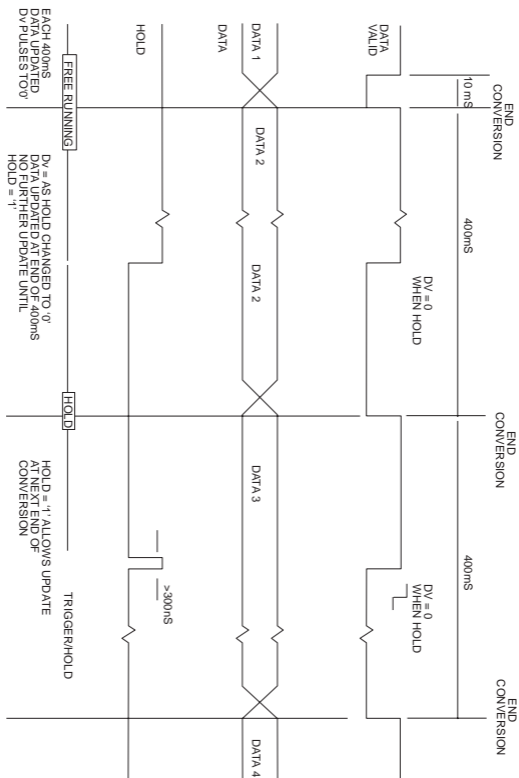 END
CONVERSION
END
CONVERSION
END
CONVERSION
10 mS
400mS
400mS
DATA
VALID
DV = 0
WHEN HOLD
DV = 0
WHEN HOLD
DATA
DATA 1
DATA 2
DATA 2
DATA 3
DATA 4
HOLD
>300nS
FREE RUNNING
HOLD
TRIGGER/HOLD
EACH 400mS
DATA UPDATED
Dv PULSES TO'0'
Dv = AS HOLD CHANGED TO '0'
DATA UPDATED AT END OF 400mS
NO FURTHER UPDATE UNTIL
HOLD = '1'
HOLD = '1' ALLOWS UPDATE
AT NEXT END OF
CONVERSION